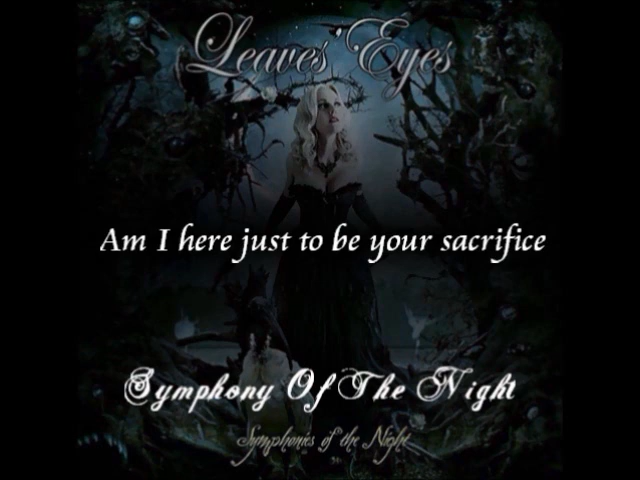 Leaves' Eyes
Am I here just to be your sacrifice
Symphony Of The Night
Symphonies of the Night